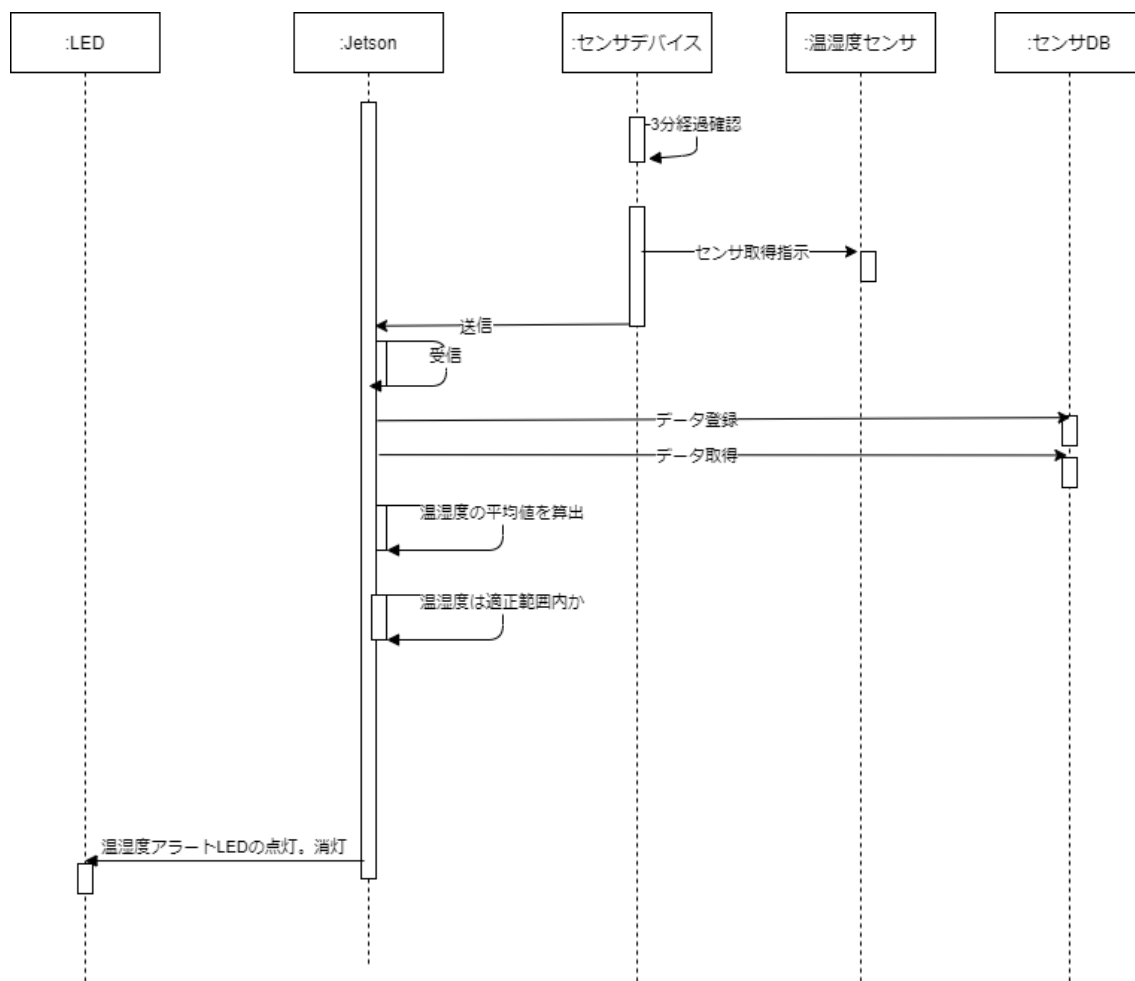 :LED
:Jetson
:センサデバイス
:温湿度センサ
:センサDB
3分経過確認
センサ取得指示
送信
受信
データ登録
データ取得
温湿度の平均値を算出
温湿度は適正範囲内か
温湿度アラートLEDの点灯。消灯